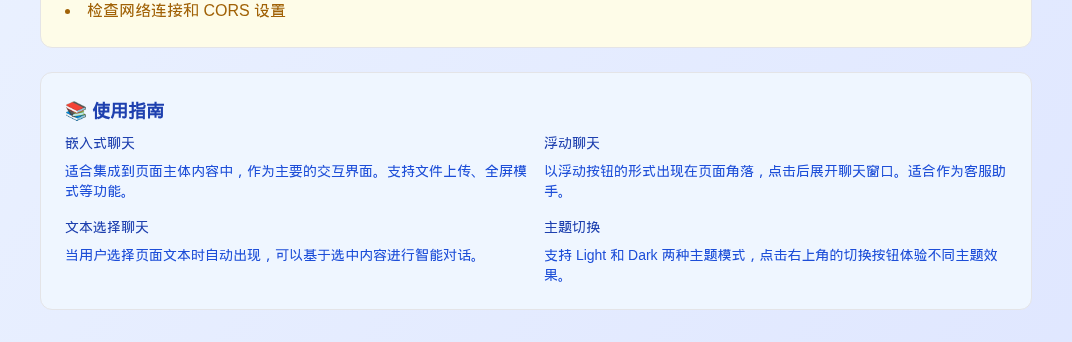 检查网络连接和 CORS 设置
📚 使用指南
嵌入式聊天
适合集成到页面主体内容中，作为主要的交互界面。支持文件上传、全屏模
式等功能。
浮动聊天
以浮动按钮的形式出现在页面角落，点击后展开聊天窗口。适合作为客服助
手。
文本选择聊天
当用户选择页面文本时自动出现，可以基于选中内容进行智能对话。
主题切换
支持 Light 和 Dark 两种主题模式，点击右上角的切换按钮体验不同主题效
果。